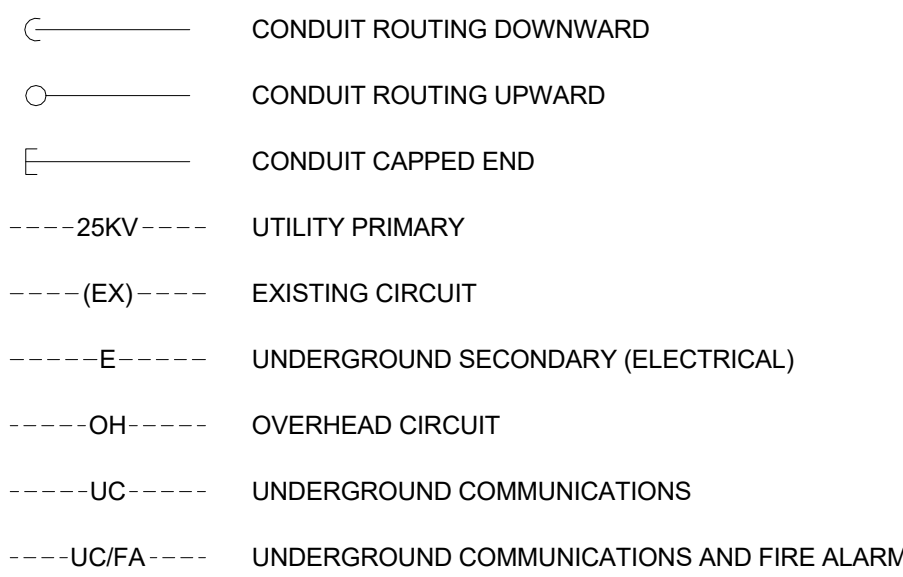 CONDUIT ROUTING DOWNWARD
CONDUIT ROUTING UPWARD
CONDUIT CAPPED END
25KV UTILITY PRIMARY
(EX) EXISTING CIRCUIT
E UNDERGROUND SECONDARY (ELECTRICAL)
OH OVERHEAD CIRCUIT
UC UNDERGROUND COMMUNICATIONS
UC/FA UNDERGROUND COMMUNICATIONS AND FIRE ALARM